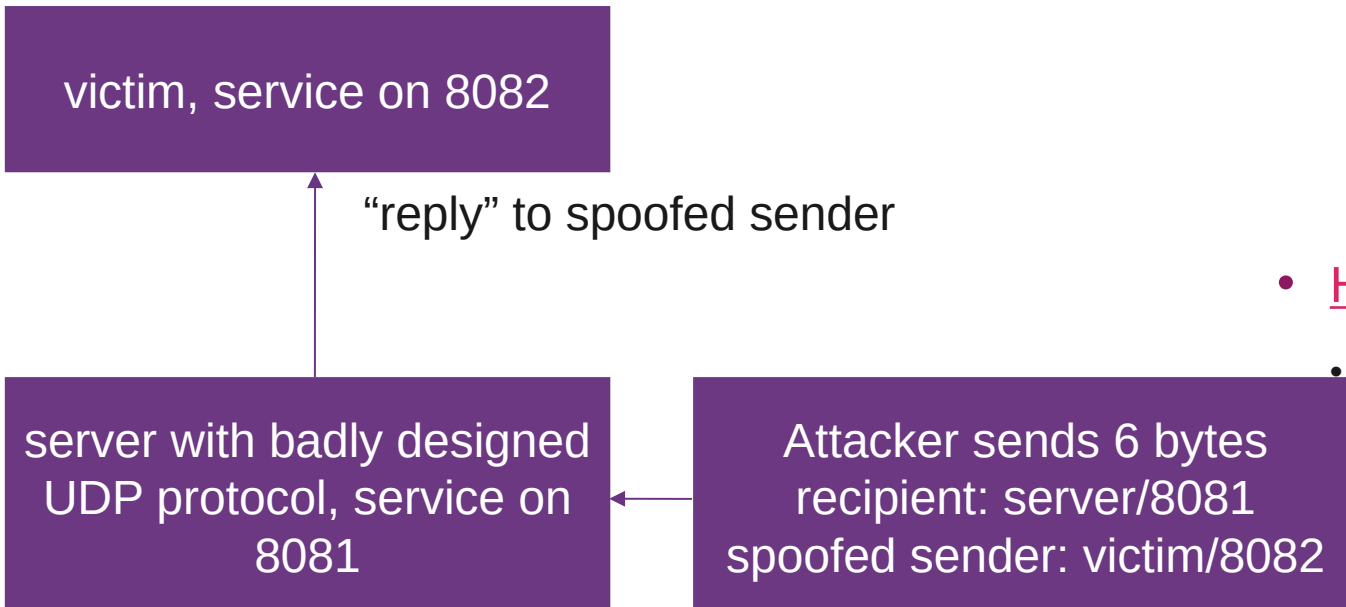 victim, service on 8082
“reply” to spoofed sender
server with badly designed
UDP protocol, service on
8081
Attacker sends 6 bytes
recipient: server/8081
spoofed sender: victim/8082